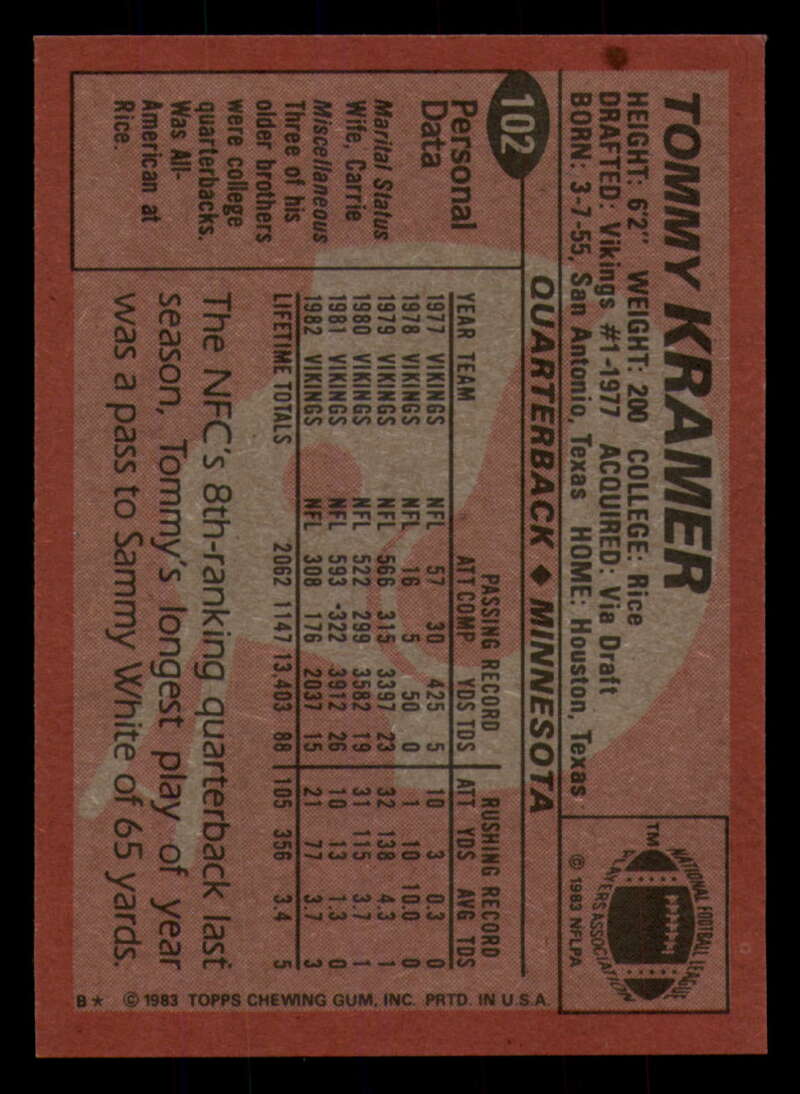 TOMMY KRAMER
HEIGHT: 6'2" WEIGHT: 200 COLLEGE: Rice
DRAFTED: Vikings #1-1977 ACQUIRED: Via Draft
BORN: 3-7-55, San Antonio, Texas HOME: Houston, Texas
NATIONAL FOOTBALL LEAGUE
PLAYERS ASSOCIATION
TM
© 1983 NFLPA
102
QUARTERBACK ♦ MINNESOTA
Personal
Data
Marital Status
Wife, Carrie
Miscellaneous
Three of his
older brothers
were college
quarterbacks.
Was All-
American at
Rice.
PASSING RECORD RUSHING RECORD
YEAR TEAM ATT COMP YDS TDS ATT YDS AVG TDS
1977 VIKINGS NFL 57 30 425 5 10 3 0.3 0
1978 VIKINGS NFL 16 5 50 0 1 10 10.0 0
1979 VIKINGS NFL 566 315 3397 23 32 138 4.3 1
1980 VIKINGS NFL 522 299 3582 19 31 115 3.7 1
1981 VIKINGS NFL 593 -322 3912 26 10 13 1.3 0
1982 VIKINGS NFL 308 176 2037 15 21 77 3.7 3
LIFETIME TOTALS 2062 1147 13,403 88 105 356 3.4 5
The NFC's 8th-ranking quarterback last
season, Tommy's longest play of year
was a pass to Sammy White of 65 yards.
B* © 1983 TOPPS CHEWING GUM, INC. PRTD. IN U.S.A.